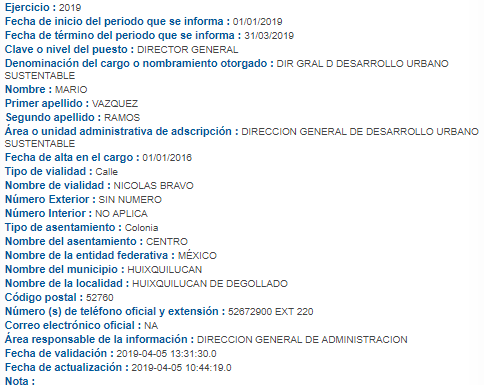 Ejercicio : 2019
Fecha de inicio del periodo que se informa : 01/01/2019
Fecha de término del periodo que se informa : 31/03/2019
Clave o nivel del puesto : DIRECTOR GENERAL
Denominación del cargo o nombramiento otorgado : DIR GRAL D DESARROLLO URBANO
SUSTENTABLE
Nombre : MARIO
Primer apellido : VAZQUEZ
Segundo apellido : RAMOS
Área o unidad administrativa de adscripción : DIRECCION GENERAL DE DESARROLLO URBANO
SUSTENTABLE
Fecha de alta en el cargo : 01/01/2016
Tipo de vialidad : Calle
Nombre de vialidad : NICOLAS BRAVO
Número Exterior : SIN NUMERO
Número Interior : NO APLICA
Tipo de asentamiento : Colonia
Nombre del asentamiento : CENTRO
Nombre de la entidad federativa : MÉXICO
Nombre del municipio : HUIXQUILUCAN
Nombre de la localidad : HUIXQUILUCAN DE DEGOLLADO
Código postal : 52760
Número (s) de teléfono oficial y extensión : 52672900 EXT 220
Correo electrónico oficial : NA
Área responsable de la información : DIRECCION GENERAL DE ADMINISTRACION
Fecha de validación : 2019-04-05 13:31:30.0
Fecha de actualización : 2019-04-05 10:44:19.0
Nota :